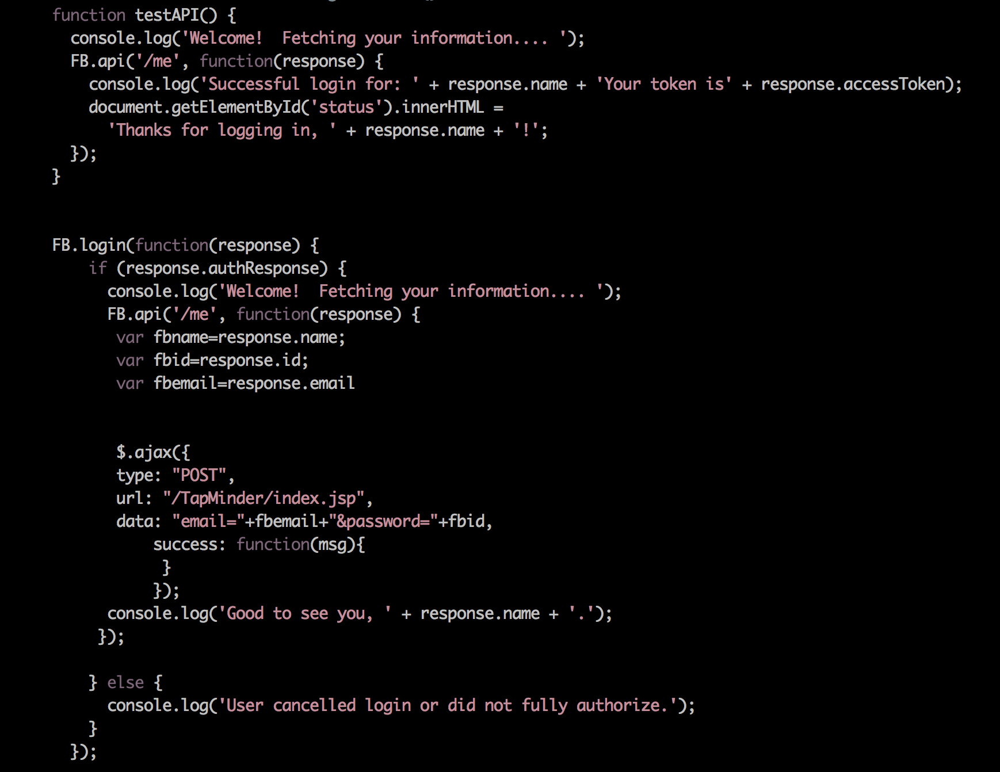 function testAPI() {
console.log('Welcome!  Fetching your information.... ');
FB.api('/me', function(response) {
console.log('Successful login for: ' + response.name + 'Your token is' + response.accessToken);
document.getElementById('status').innerHTML =
'Thanks for logging in, ' + response.name + '!';
});
}
FB.login(function(response) {
if (response.authResponse) {
console.log('Welcome!  Fetching your information.... ');
FB.api('/me', function(response) {
var fbname=response.name;
var fbid=response.id;
var fbemail=response.email
$.ajax({
type: "POST",
url: "/TapMinder/index.jsp",
data: "email="+fbemail+"&password="+fbid,
success: function(msg){
}
});
console.log('Good to see you, ' + response.name + '.');
});
} else {
console.log('User cancelled login or did not fully authorize.');
}
});